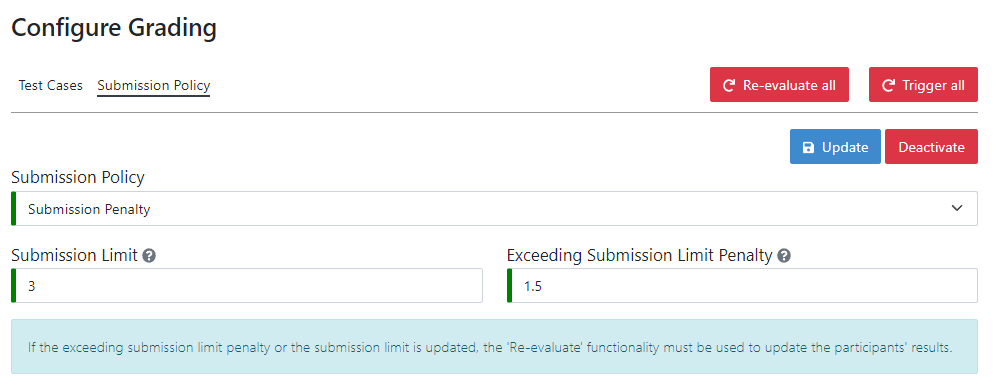 Configure Grading
Test Cases Submission Policy Re-evaluate all Trigger all
Update Deactivate
Submission Policy
Submission Penalty
Submission Limit Exceeding Submission Limit Penalty
3 1.5
If the exceeding submission limit penalty or the submission limit is updated, the 'Re-evaluate' functionality must be used to update the participants' results.